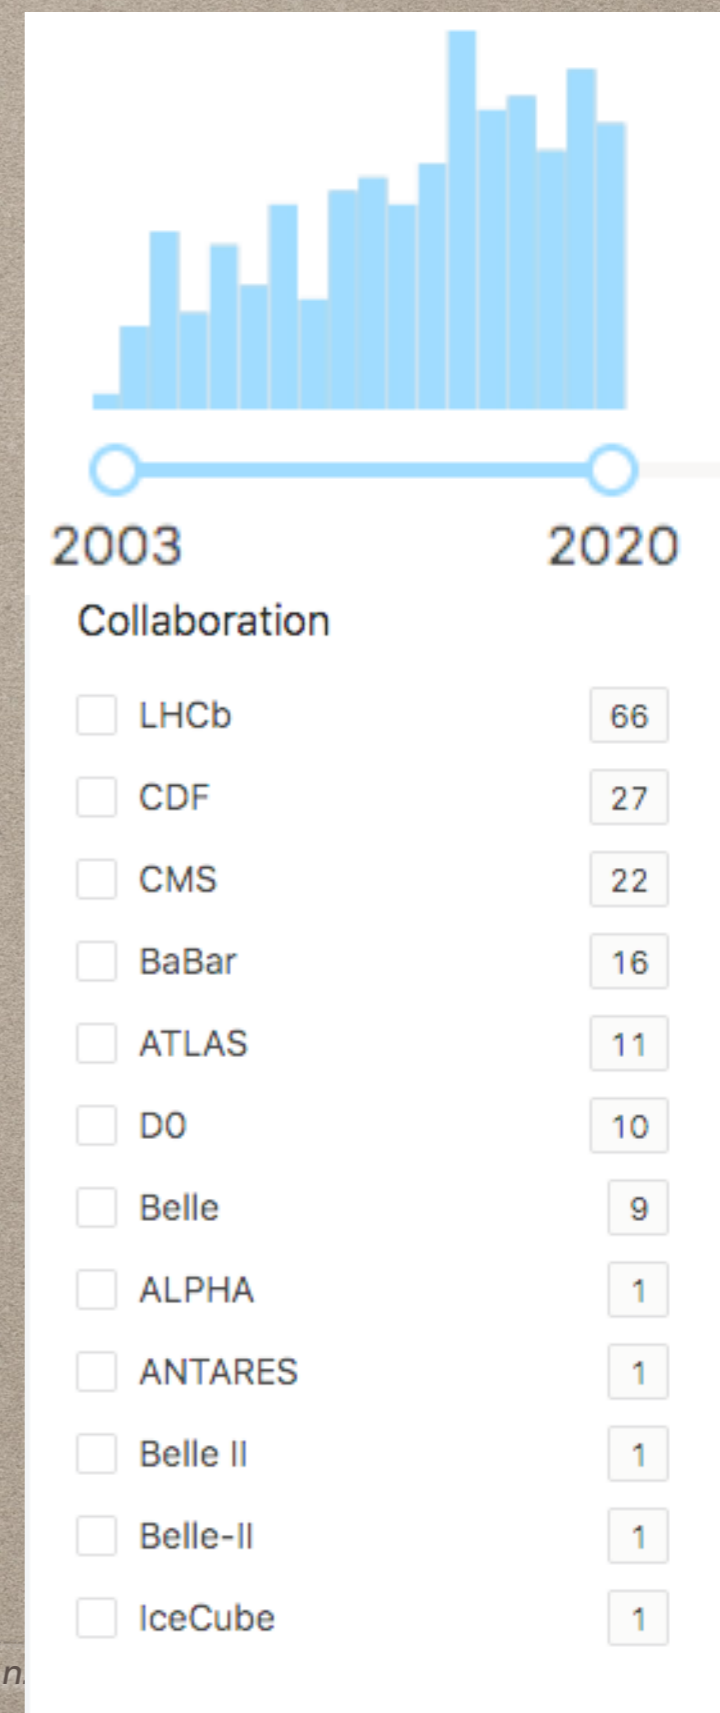 2003 2020
Collaboration
LHCb 66
CDF 27
CMS 22
BaBar 16
ATLAS 11
D0 10
Belle 9
ALPHA 1
ANTARES 1
Belle II 1
Belle-II 1
IceCube 1